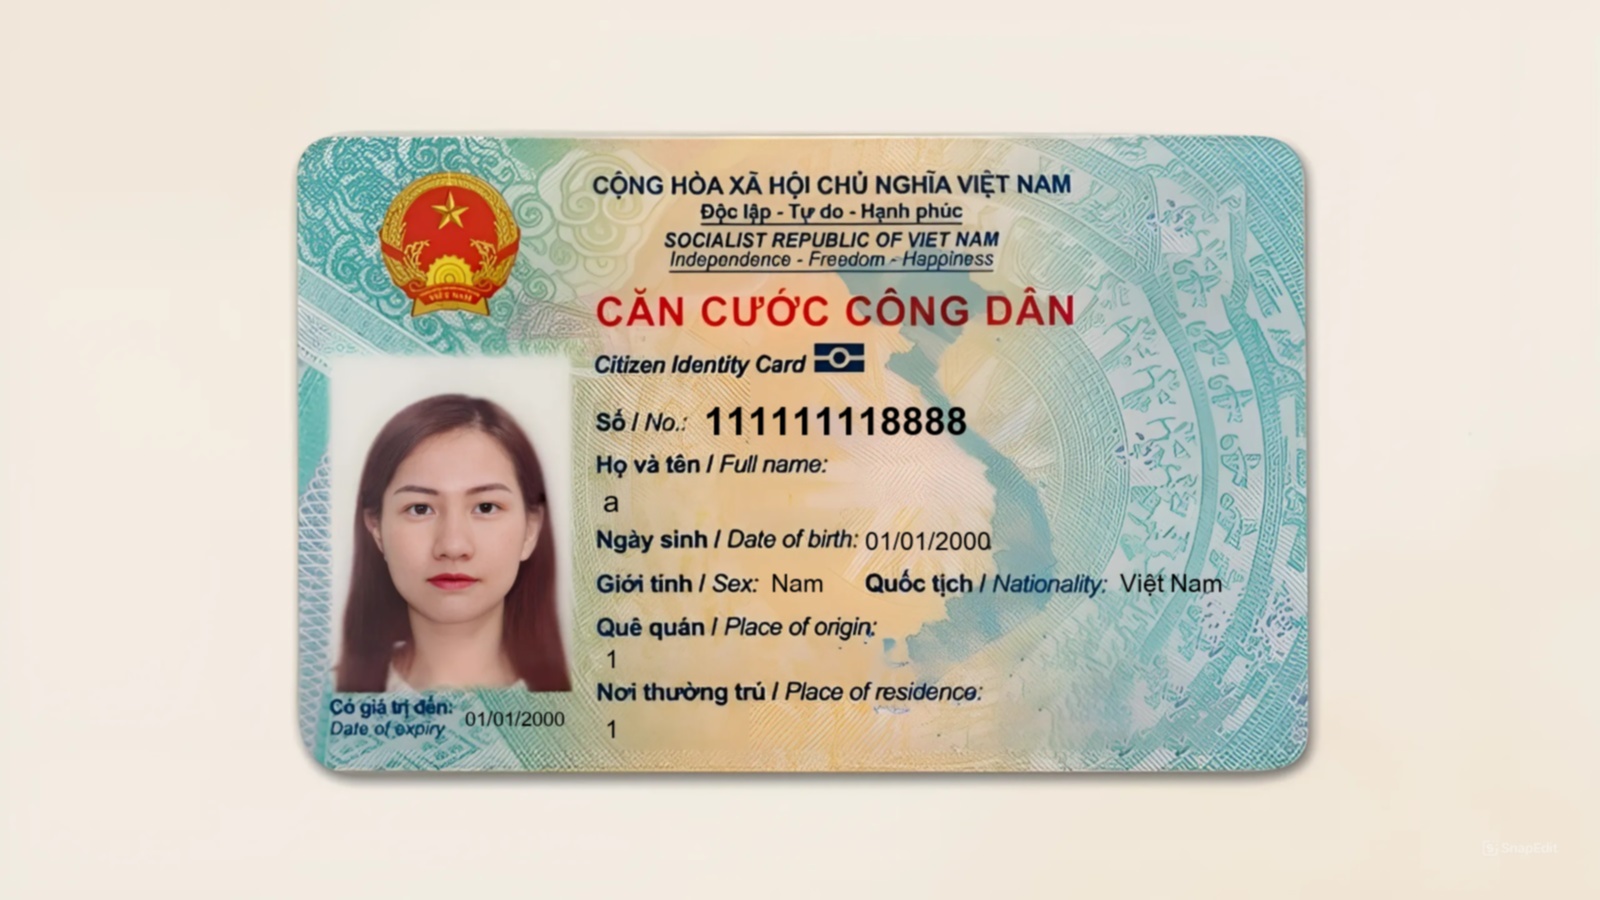 CỘNG HÒA XÃ HỘI CHỦ NGHĨA VIỆT NAM
Độc lập - Tự do - Hạnh phúc
SOCIALIST REPUBLIC OF VIET NAM
Independence - Freedom - Happiness
VIỆT NAM
CĂN CƯỚC CÔNG DÂN
Citizen Identity Card
Số / No.: 111111118888
Họ và tên / Full name:
a
Ngày sinh / Date of birth: 01/01/2000
Giới tính / Sex: Nam Quốc tịch / Nationality: Việt Nam
Quê quán / Place of origin:
1
Nơi thường trú / Place of residence:
1
Có giá trị đến: 01/01/2000
Date of expiry
SnapEdit